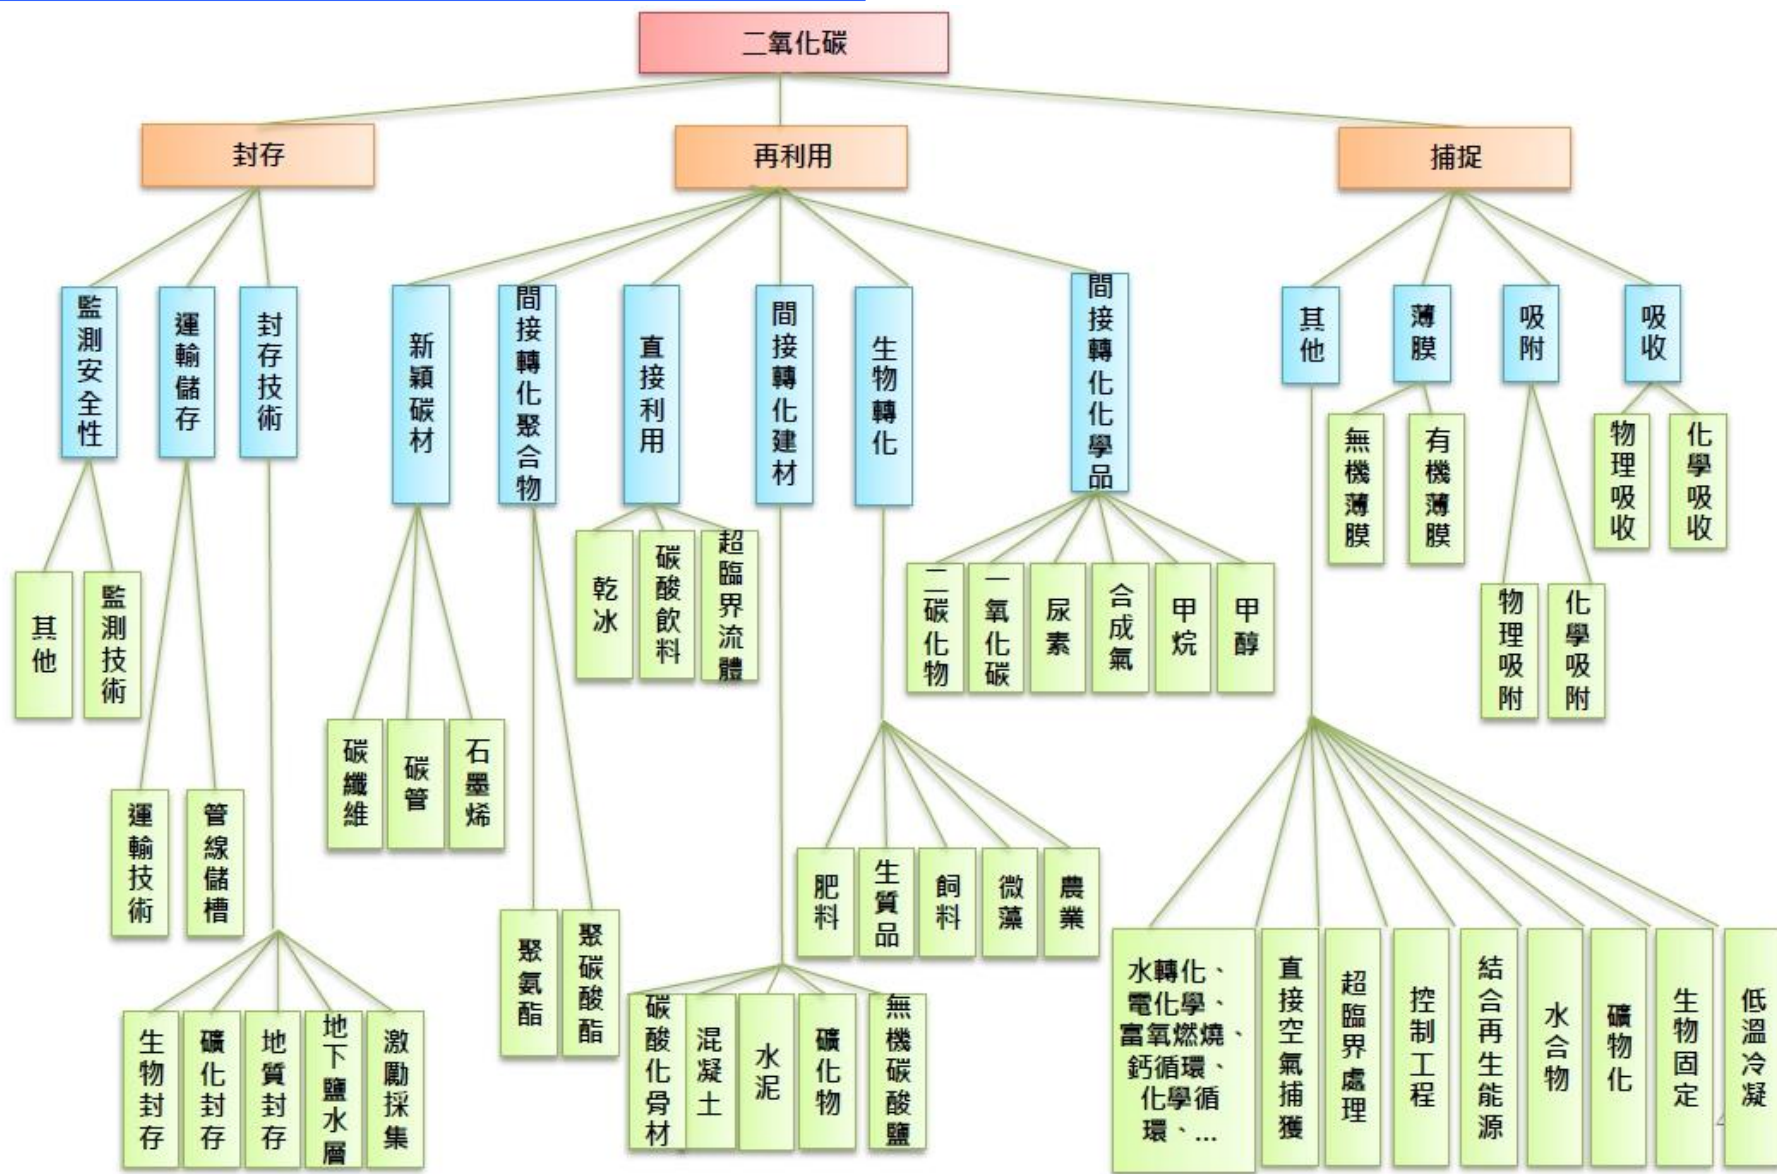 二氧化碳
封存
再利用
捕捉
監測安全性
運輸儲存
封存技術
新穎碳材
間接轉化聚合物
直接利用
間接轉化建材
生物轉化
間接轉化化學品
其他
薄膜
吸附
吸收
其他
監測技術
運輸技術
管線儲槽
生物封存
礦化封存
地質封存
地下鹽水層
激勵採集
碳纖維
碳管
石墨烯
聚氨酯
聚碳酸酯
乾冰
碳酸飲料
超臨界流體
碳酸化骨材
混凝土
水泥
礦化物
無機碳酸鹽
肥料
生質品
飼料
微藻
農業
二碳化物
一氧化碳
尿素
合成氣
甲烷
甲醇
無機薄膜
有機薄膜
物理吸附
化學吸附
物理吸收
化學吸收
水轉化、
電化學、
富氧燃燒、
鈣循環、
化學循
環、...
直接空氣捕獲
超臨界處理
控制工程
結合再生能源
水合物
礦物化
生物固定
低溫冷凝